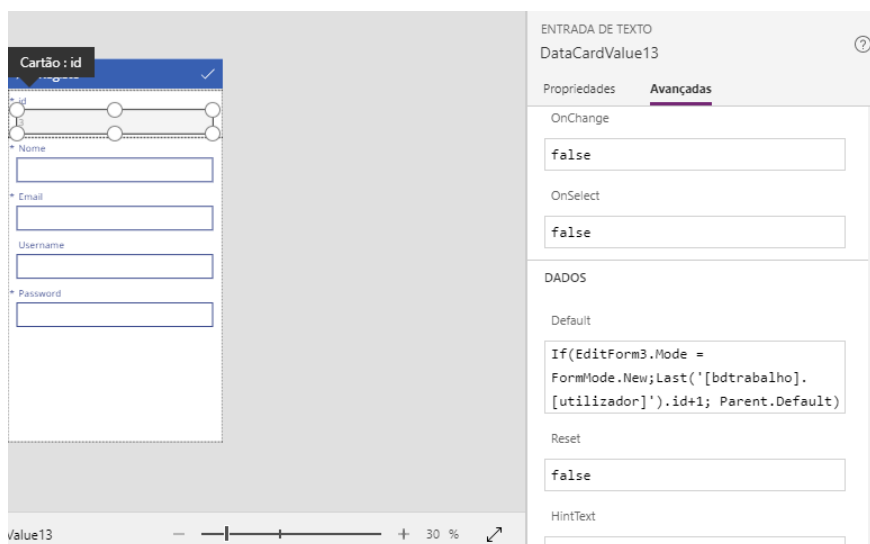 Cartão : id
* id
3
* Nome
* Email
Username
* Password
Value13
30 %
ENTRADA DE TEXTO
DataCardValue13
Propriedades Avançadas
OnChange
false
OnSelect
false
DADOS
Default
If(EditForm3.Mode =
FormMode.New;Last('[bdtrabalho].
[utilizador]').id+1; Parent.Default)
Reset
false
HintText